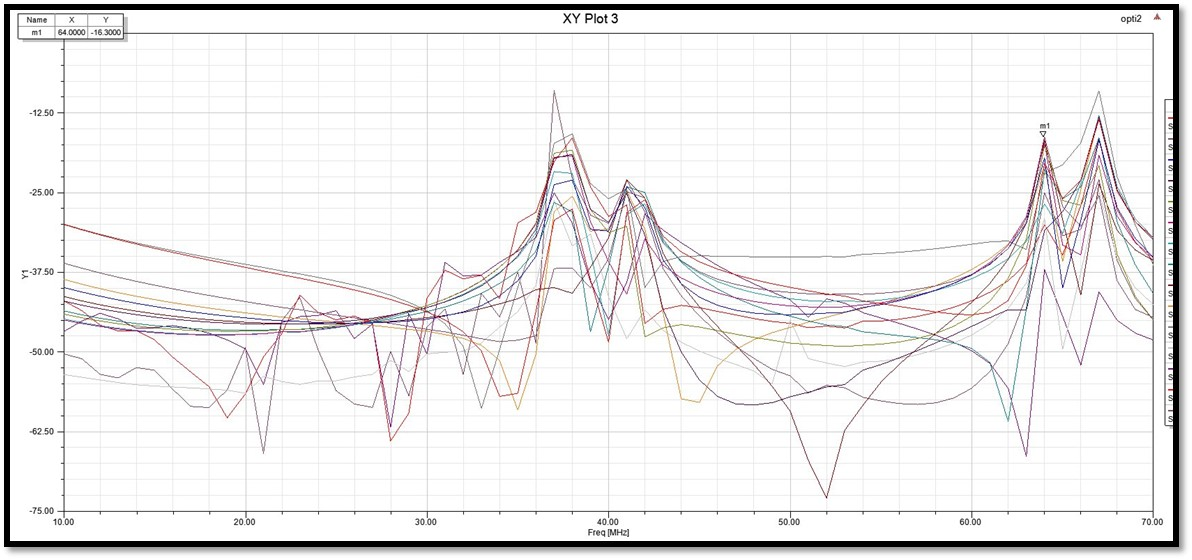 XY Plot 3
opti2
Name X Y
m1 64.0000 -16.3000
-12.50
-25.00
-37.50
-50.00
-62.50
-75.00
Y1
m1
10.00 20.00 30.00 40.00 50.00 60.00 70.00
Freq [MHz]